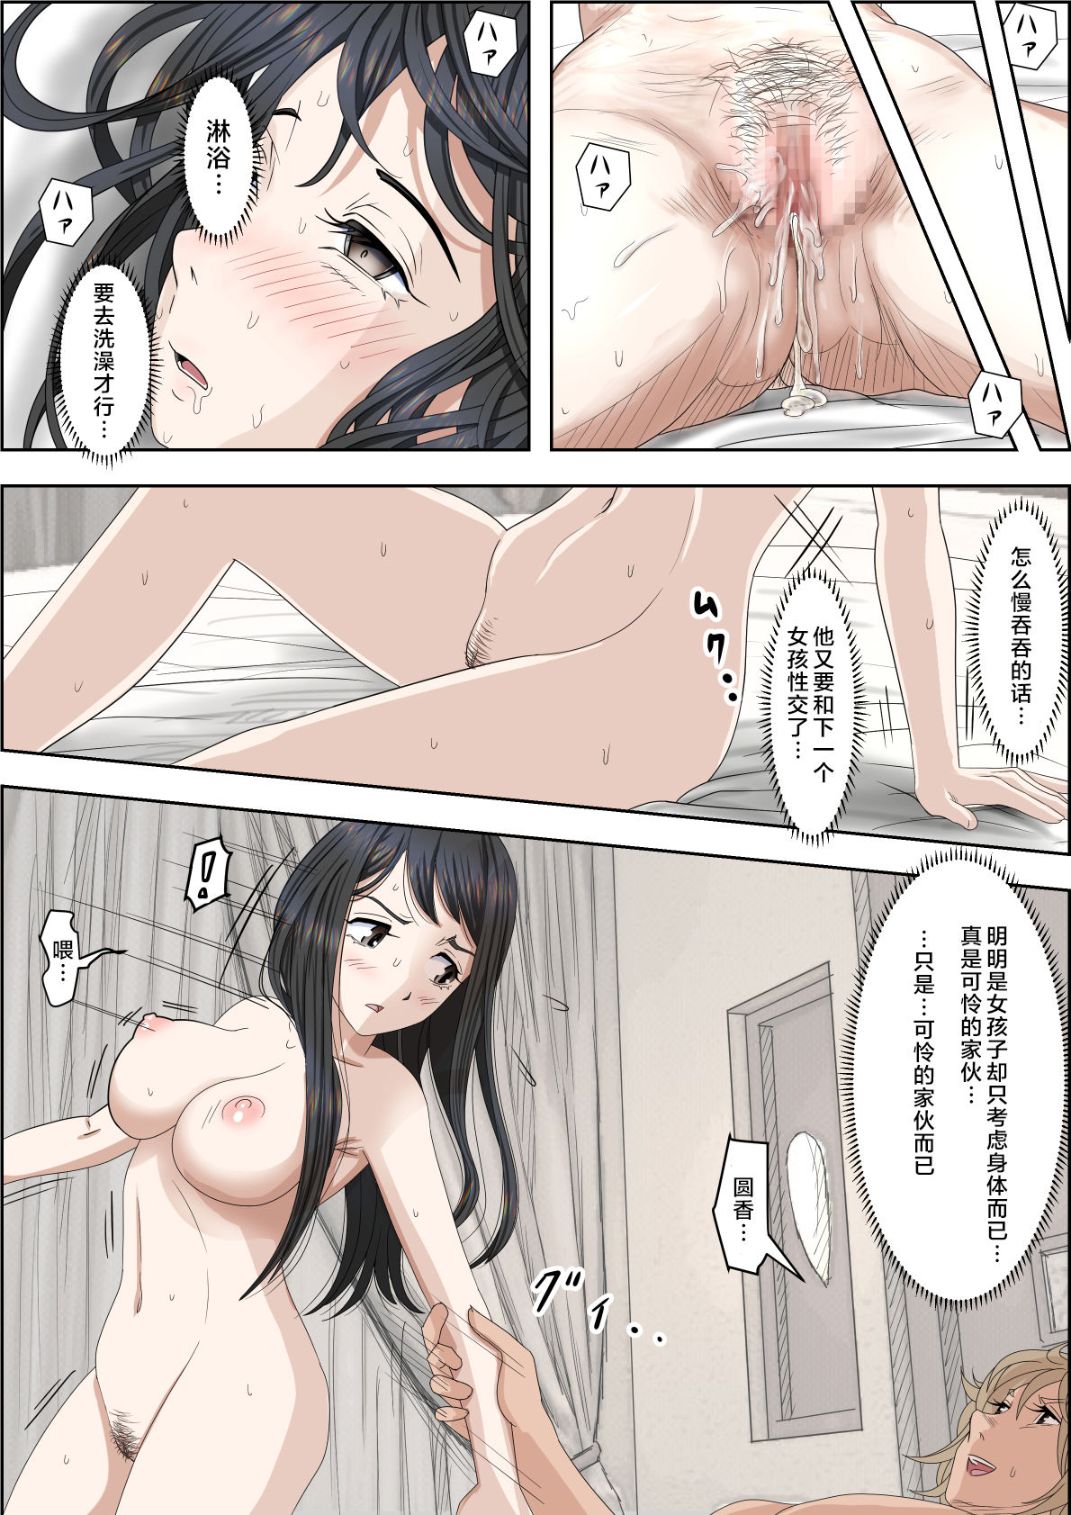 ハァ
ハァ
ハァ
ハァ
淋浴…
ハァ
要去洗澡才行…
怎么慢吞吞的话…
他又要和下一个
女孩性交了…
ムク··
明明是女孩子却只考虑身体而已…
真是可怜的家伙…
…只是…可怜的家伙而已
圆香…
グイ··
!
喂…